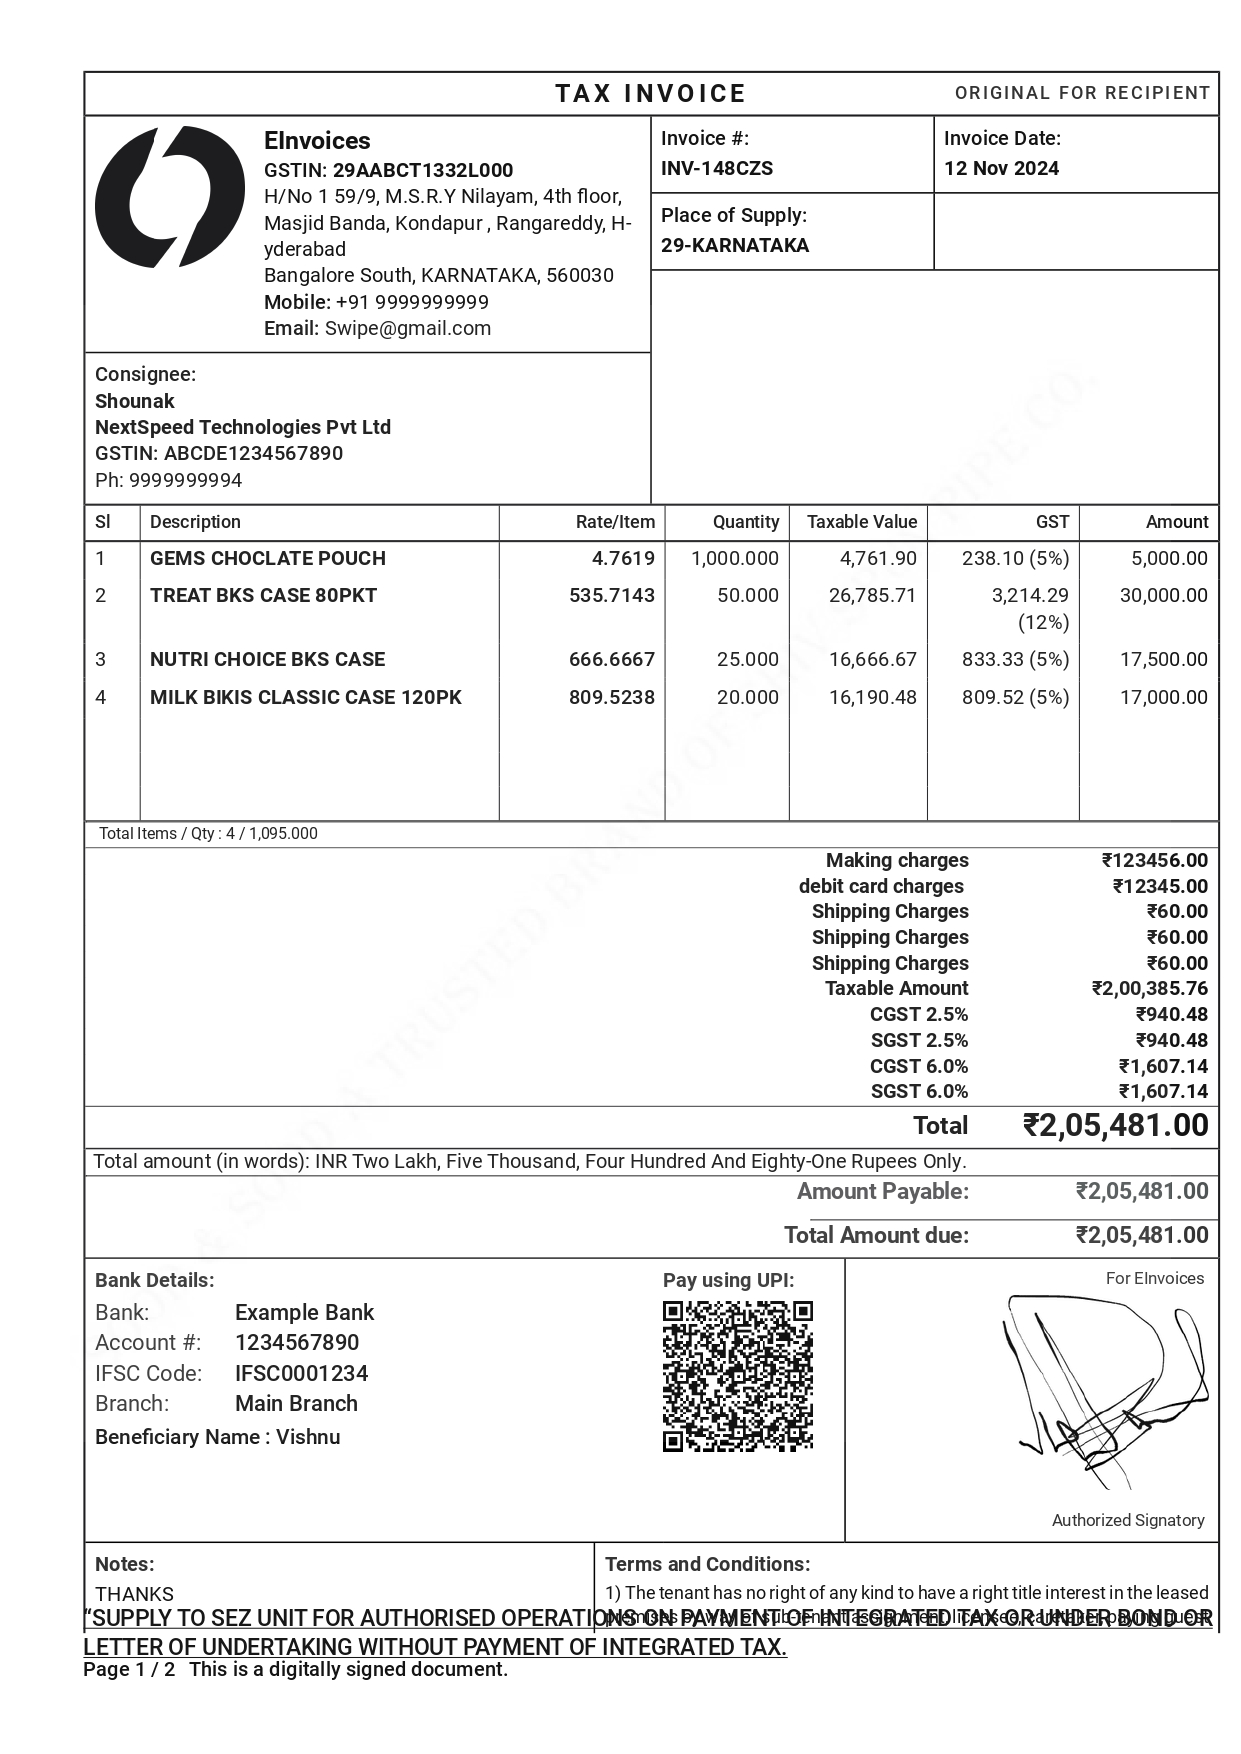 TAX INVOICE
ORIGINAL FOR RECIPIENT
EInvoices
GSTIN: 29AABCT1332L000
H/No 1 59/9, M.S.R.Y Nilayam, 4th floor,
Masjid Banda, Kondapur , Rangareddy, H-
yderabad
Bangalore South, KARNATAKA, 560030
Mobile: +91 9999999999
Email: Swipe@gmail.com
Invoice #:
INV-148CZS
Invoice Date:
12 Nov 2024
Place of Supply:
29-KARNATAKA
Consignee:
Shounak
NextSpeed Technologies Pvt Ltd
GSTIN: ABCDE1234567890
Ph: 9999999994
Sl Description Rate/Item Quantity Taxable Value GST Amount
1 GEMS CHOCLATE POUCH 4.7619 1,000.000 4,761.90 238.10 (5%) 5,000.00
2 TREAT BKS CASE 80PKT 535.7143 50.000 26,785.71 3,214.29 30,000.00
(12%)
3 NUTRI CHOICE BKS CASE 666.6667 25.000 16,666.67 833.33 (5%) 17,500.00
4 MILK BIKIS CLASSIC CASE 120PK 809.5238 20.000 16,190.48 809.52 (5%) 17,000.00
Total Items / Qty : 4 / 1,095.000
Making charges ₹123456.00
debit card charges ₹12345.00
Shipping Charges ₹60.00
Shipping Charges ₹60.00
Shipping Charges ₹60.00
Taxable Amount ₹2,00,385.76
CGST 2.5% ₹940.48
SGST 2.5% ₹940.48
CGST 6.0% ₹1,607.14
SGST 6.0% ₹1,607.14
Total ₹2,05,481.00
Total amount (in words): INR Two Lakh, Five Thousand, Four Hundred And Eighty-One Rupees Only.
Amount Payable: ₹2,05,481.00
Total Amount due: ₹2,05,481.00
Bank Details:
Bank: Example Bank
Account #: 1234567890
IFSC Code: IFSC0001234
Branch: Main Branch
Beneficiary Name : Vishnu
Pay using UPI:
For EInvoices
Authorized Signatory
Notes:
THANKS
Terms and Conditions:
1) The tenant has no right of any kind to have a right title interest in the leased
“SUPPLY TO SEZ UNIT FOR AUTHORISED OPERATIONS ON PAYMENT OF INTEGRATED TAX OR UNDER BOND OR
LETTER OF UNDERTAKING WITHOUT PAYMENT OF INTEGRATED TAX.
Page 1 / 2 This is a digitally signed document.